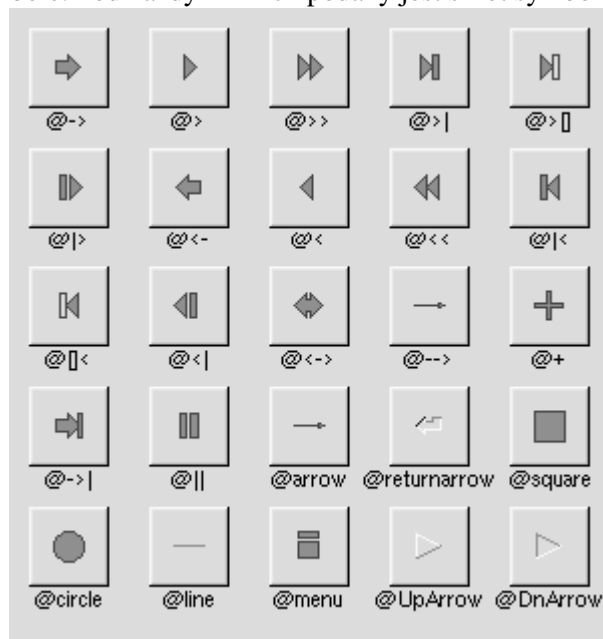 @-> @> @>> @>| @>[]
@|> @<- @< @<< @|<
@[]< @<| @<-> @--> @+
@->| @|| @arrow @returnarrow @square
@circle @line @menu @UpArrow @DnArrow